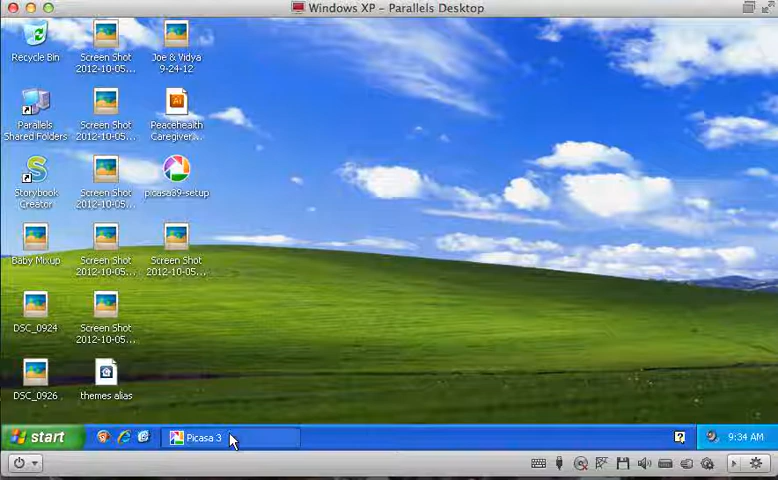 Windows XP - Parallels Desktop
Recycle Bin
Screen Shot
2012-10-05...
Joe & Vidya
9-24-12
Parallels
Shared Folders
Screen Shot
2012-10-05...
Peacehealth
Caregiver...
Storybook
Creator
Screen Shot
2012-10-05...
picasa39-setup
Baby Mixup
Screen Shot
2012-10-05...
Screen Shot
2012-10-05...
DSC_0924
Screen Shot
2012-10-05...
DSC_0926
themes alias
start
Picasa 3
9:34 AM